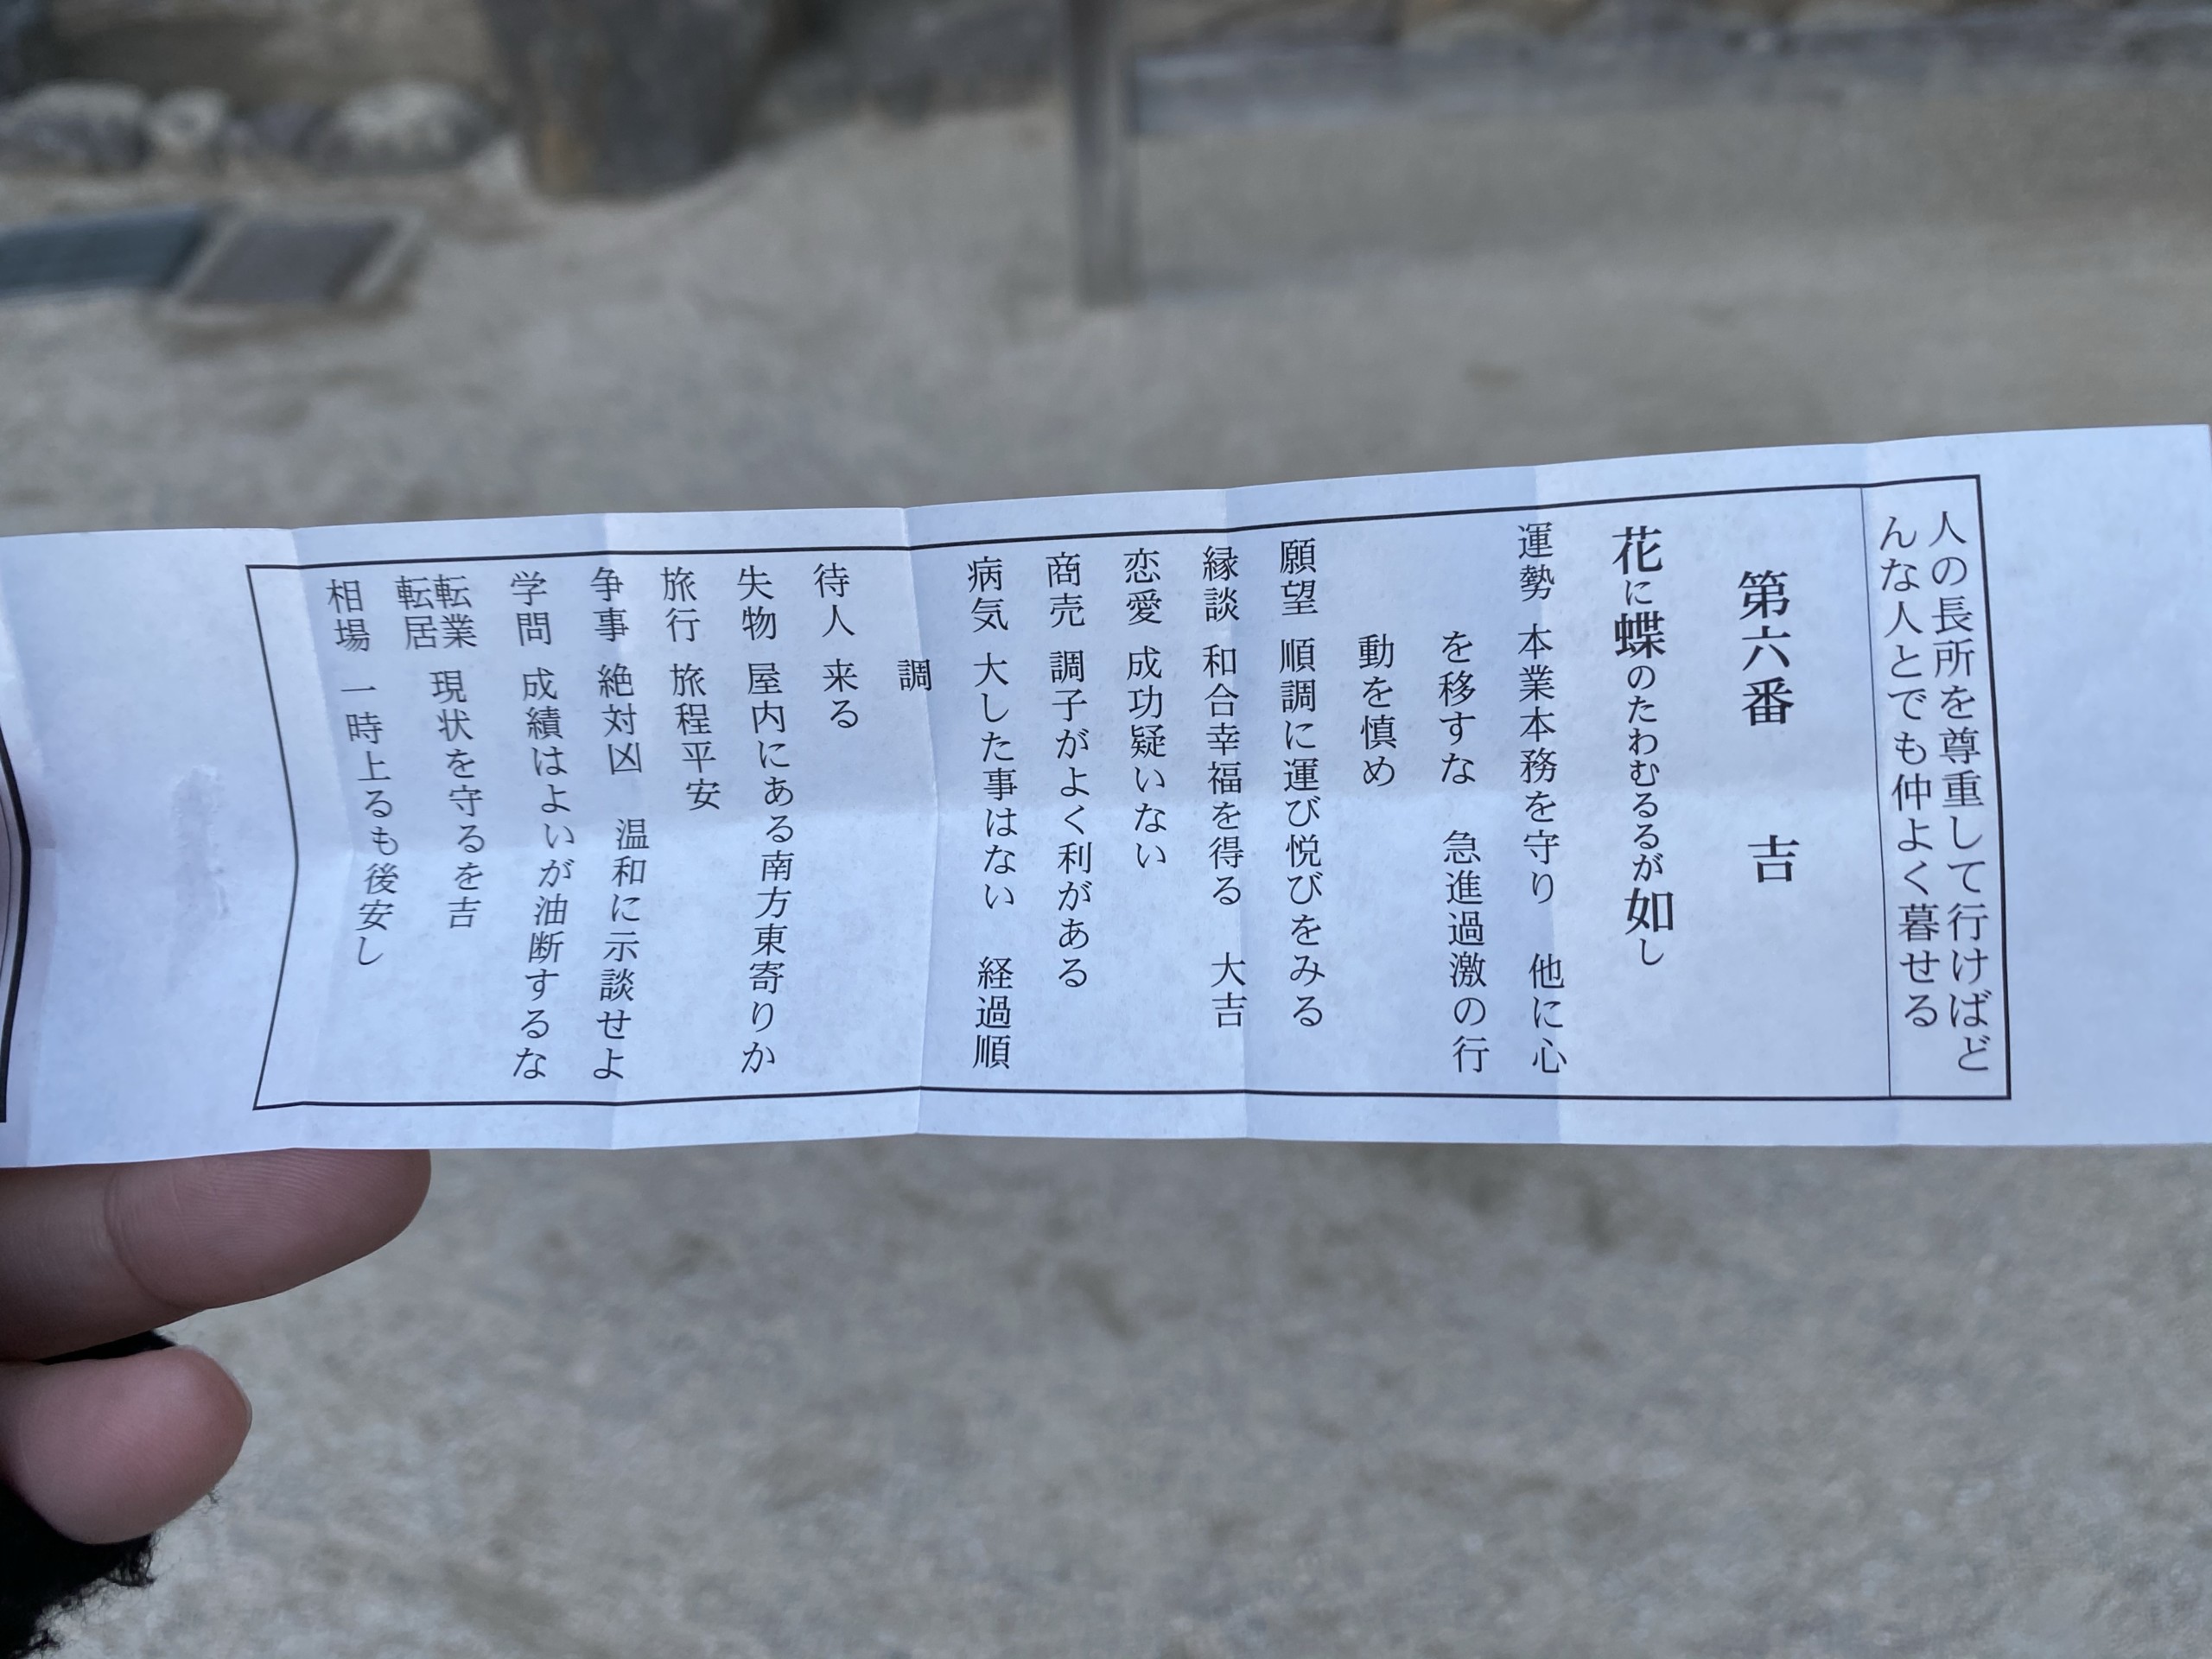 人の長所を尊重して行けばど
んな人とでも仲よく暮せる
第六番 吉
花に蝶のたわむるるが如し
運勢 本業本務を守り 他に心
を移すな 急進過激の行
動を慎め
願望 順調に運び悦びをみる
縁談 和合幸福を得る 大吉
恋愛 成功疑いない
商売 調子がよく利がある
病気 大した事はない 経過順
調
待人 来る
失物 屋内にある南方東寄りか
旅行 旅程平安
争事 絶対凶 温和に示談せよ
学問 成績はよいが油断するな
転業
転居 現状を守るを吉
相場 一時上るも後安し